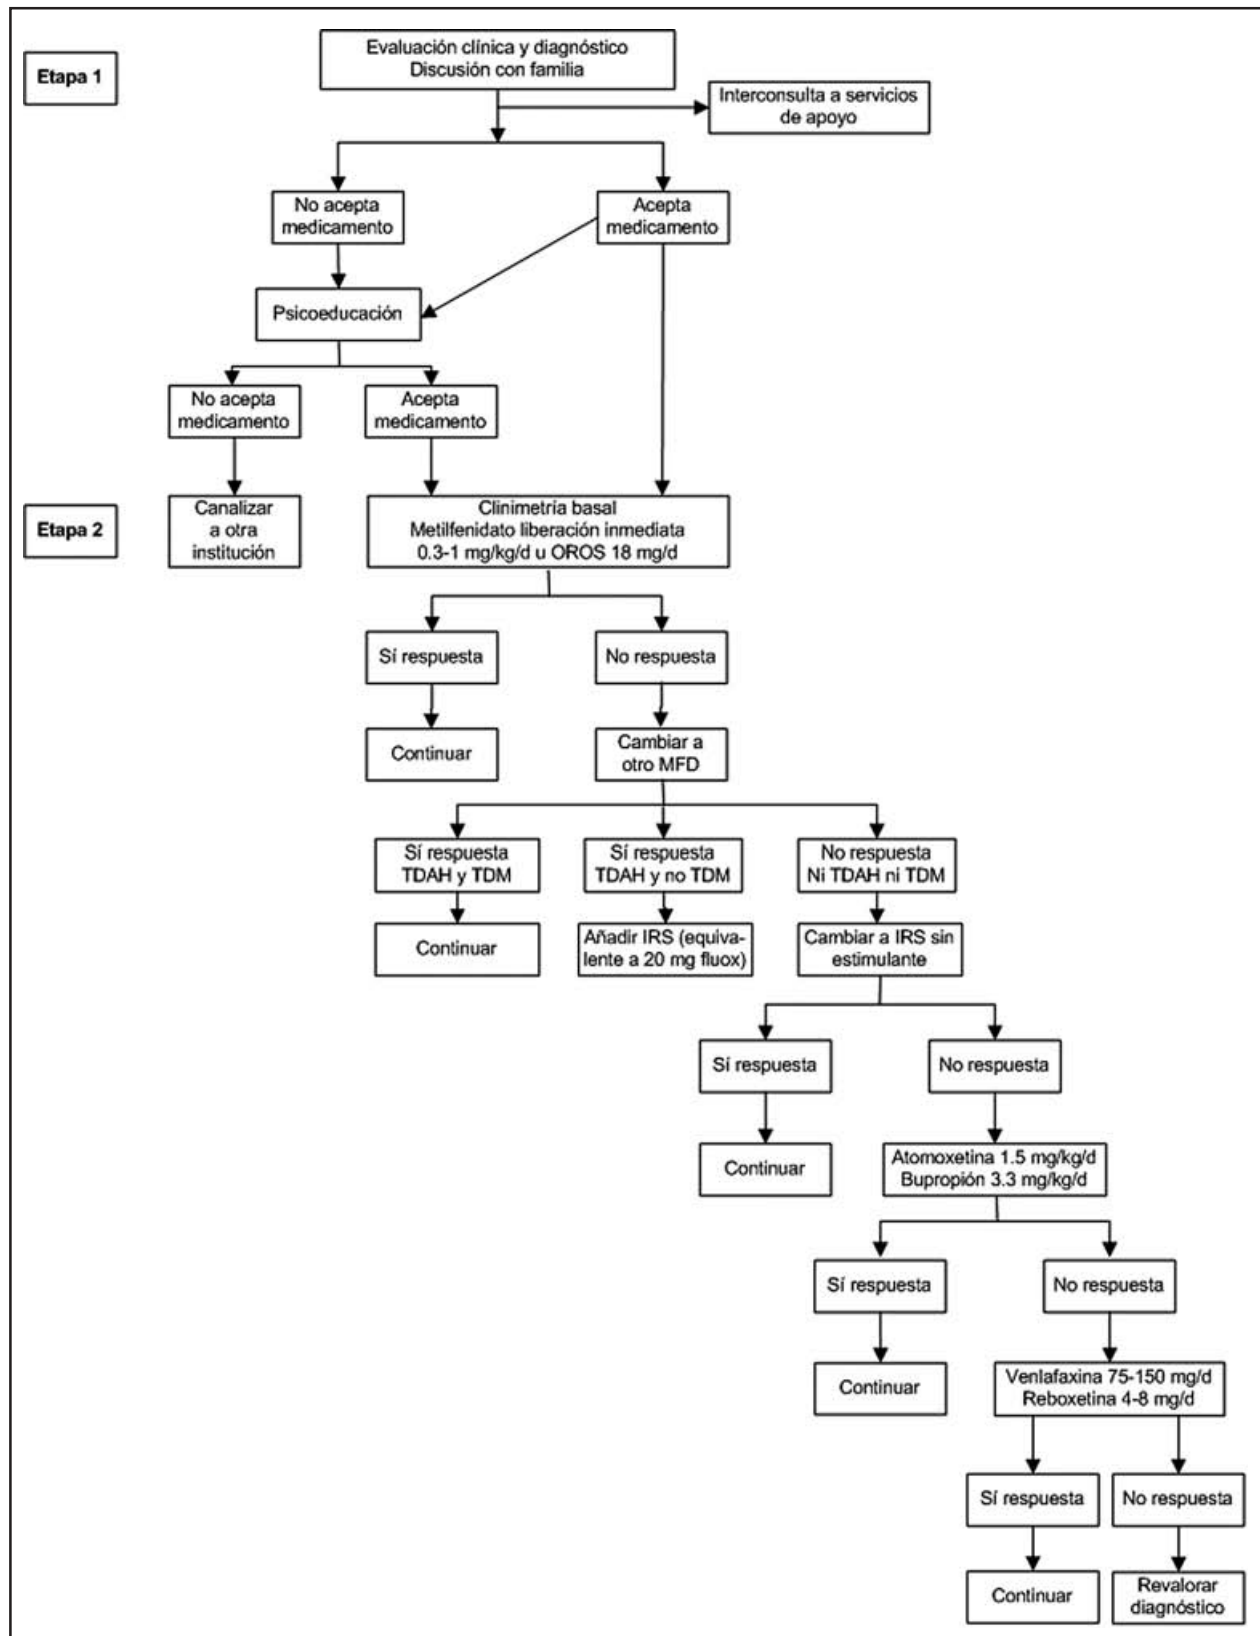 Etapa 1
Evaluación clínica y diagnóstico
Discusión con familia
Interconsulta a servicios
de apoyo
No acepta
medicamento
Acepta
medicamento
Psicoeducación
No acepta
medicamento
Acepta
medicamento
Etapa 2
Canalizar
a otra
institución
Clinimetría basal
Metilfenidato liberación inmediata
0.3-1 mg/kg/d u OROS 18 mg/d
Sí respuesta
No respuesta
Continuar
Cambiar a
otro MFD
Sí respuesta
TDAH y TDM
Sí respuesta
TDAH y no TDM
No respuesta
Ni TDAH ni TDM
Continuar
Añadir IRS (equiva-
lente a 20 mg fluox)
Cambiar a IRS sin
estimulante
Sí respuesta
No respuesta
Continuar
Atomoxetina 1.5 mg/kg/d
Bupropión 3.3 mg/kg/d
Sí respuesta
No respuesta
Continuar
Venlafaxina 75-150 mg/d
Reboxetina 4-8 mg/d
Sí respuesta
No respuesta
Continuar
Revalorar
diagnóstico